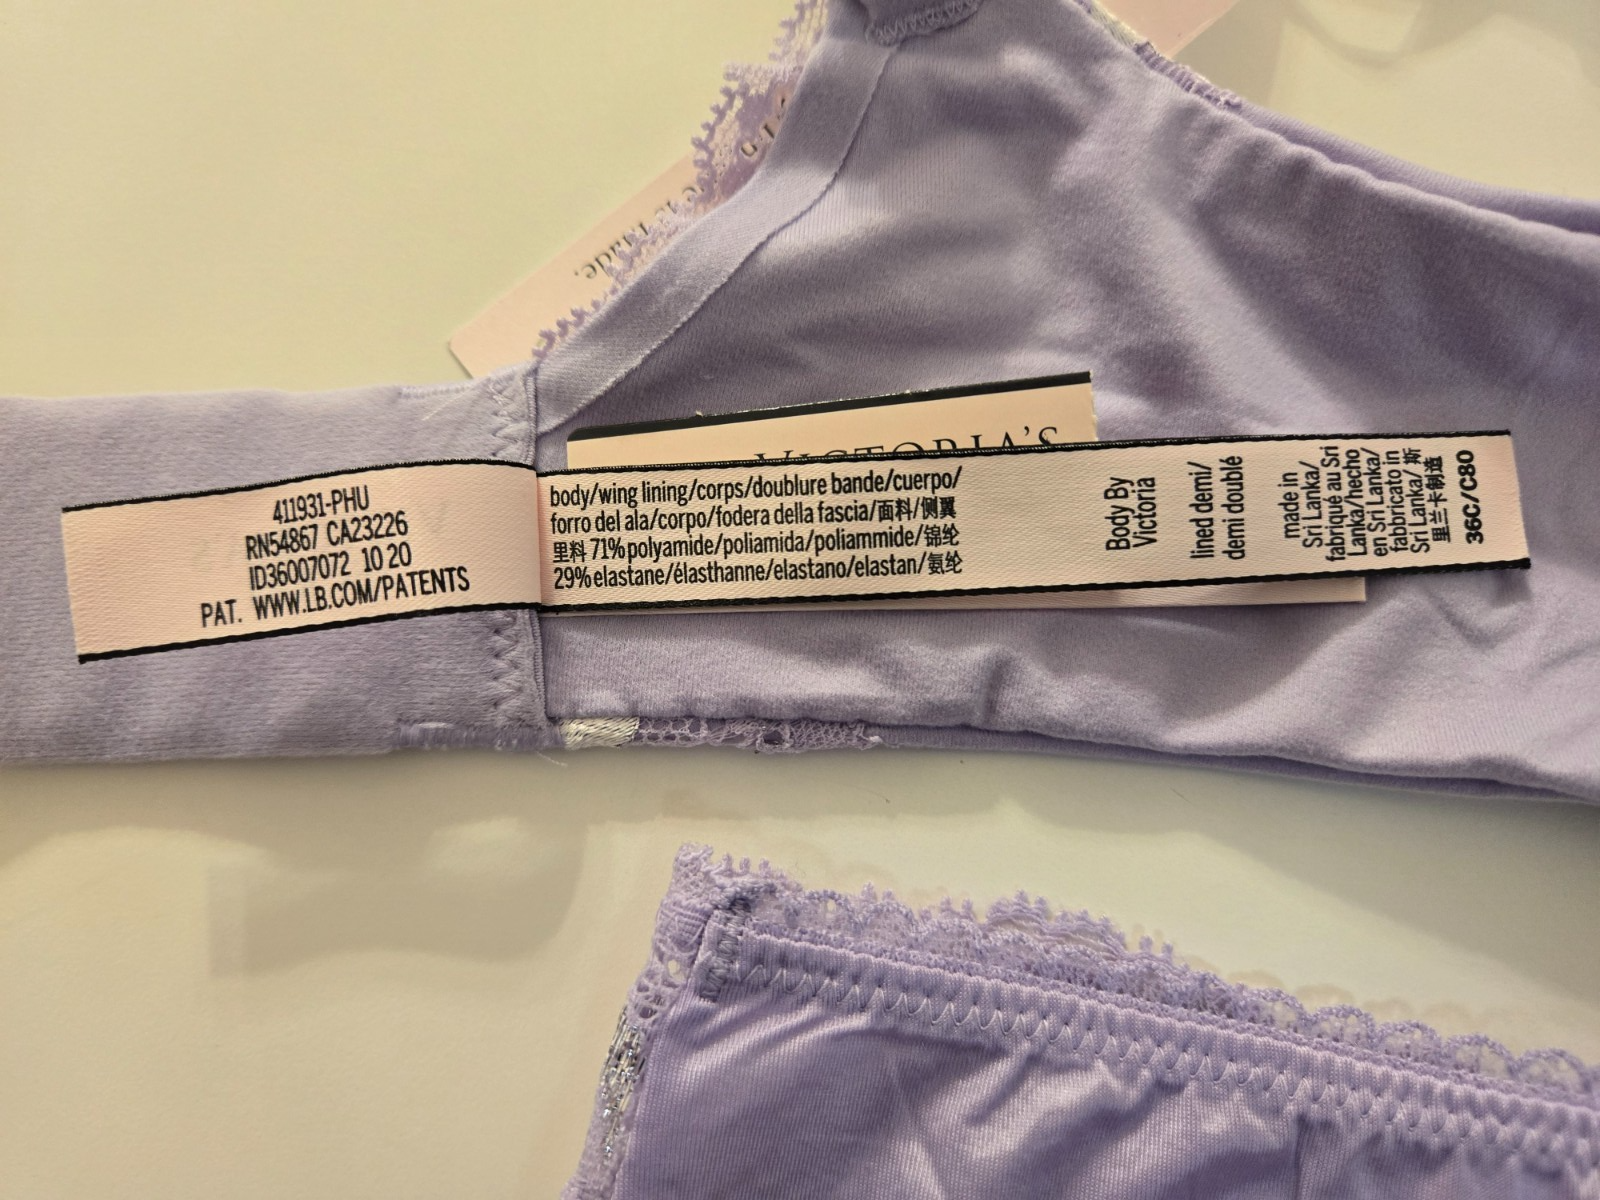 411931-PHU
RN54867 CA23226
ID36007072 10 20
PAT. WWW.LB.COM/PATENTS
body/wing lining/corps/doublure bande/cuerpo/
forro del ala/corpo/fodera della fascia/面料/侧翼
里料 71% polyamide/poliamida/poliammide/锦纶
29% elastane/élasthanne/elastano/elastan/氨纶
VICTORIA'S
Body By
Victoria
lined demi/
demi doublé
made in
Sri Lanka/
fabriqué au Sri
Lanka/hecho
en Sri Lanka/
fabricato in
Sri Lanka/ 斯
里兰卡制造
36C/C80